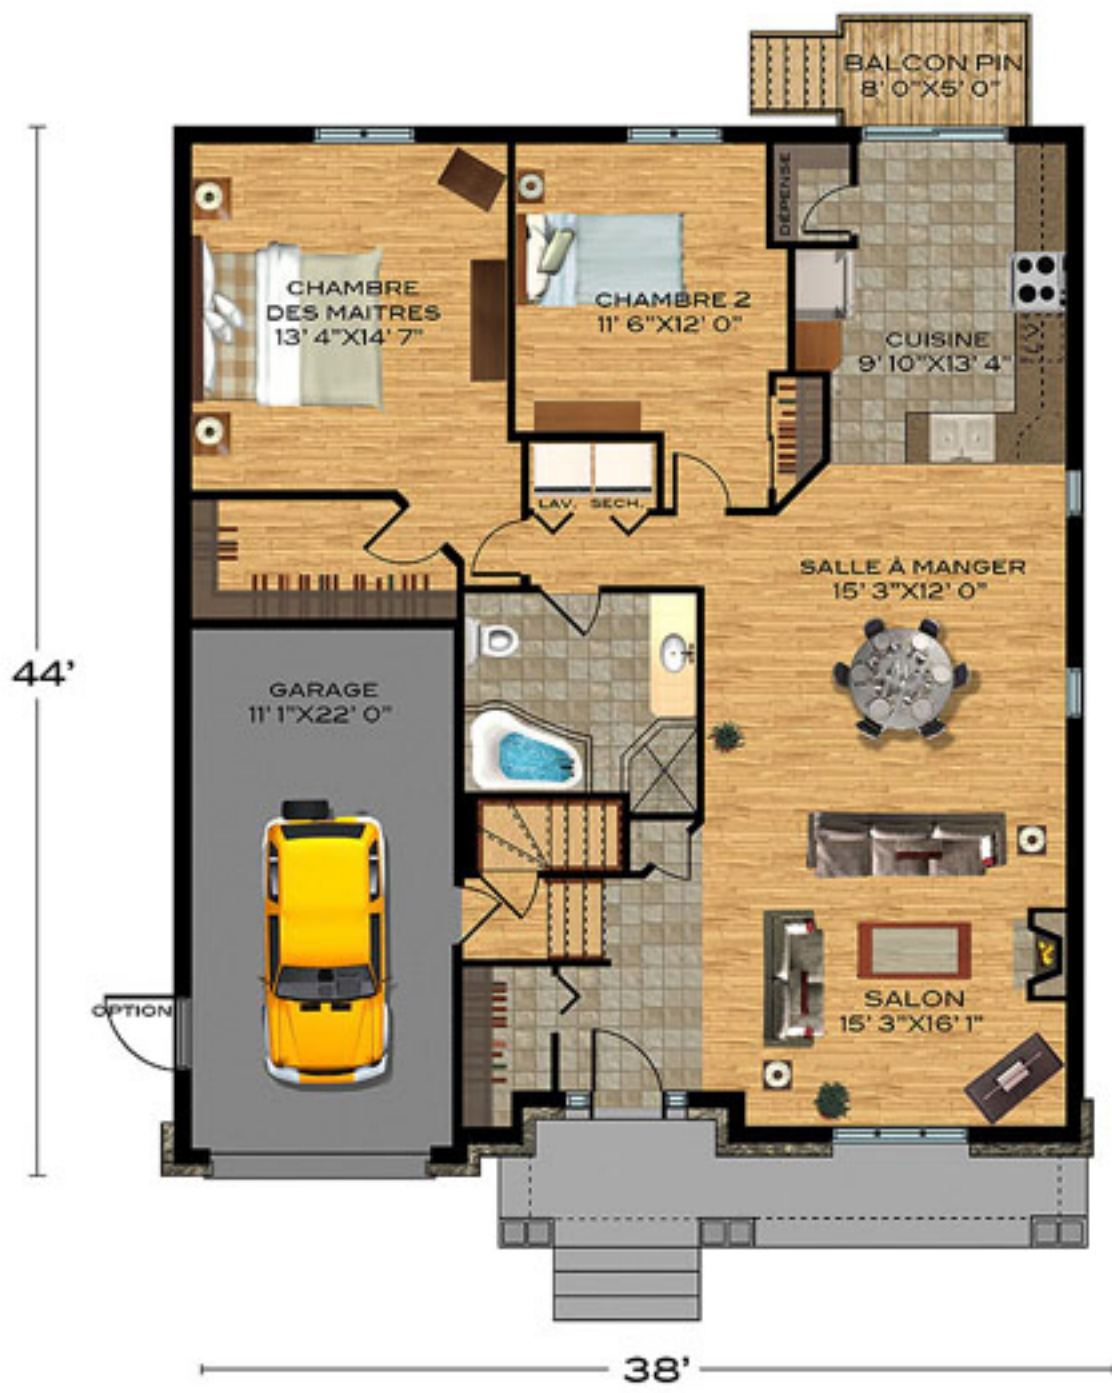 BALCON PIN
8' 0"X5' 0"
DÉPENSE
CHAMBRE
DES MAITRES
13' 4"X14' 7"
CHAMBRE 2
11' 6"X12' 0"
CUISINE
9' 10"X13' 4"
L/V
LAV. SECH.
SALLE À MANGER
15' 3"X12' 0"
44'
GARAGE
11' 1"X22' 0"
OPTION
SALON
15' 3"X16' 1"
38'